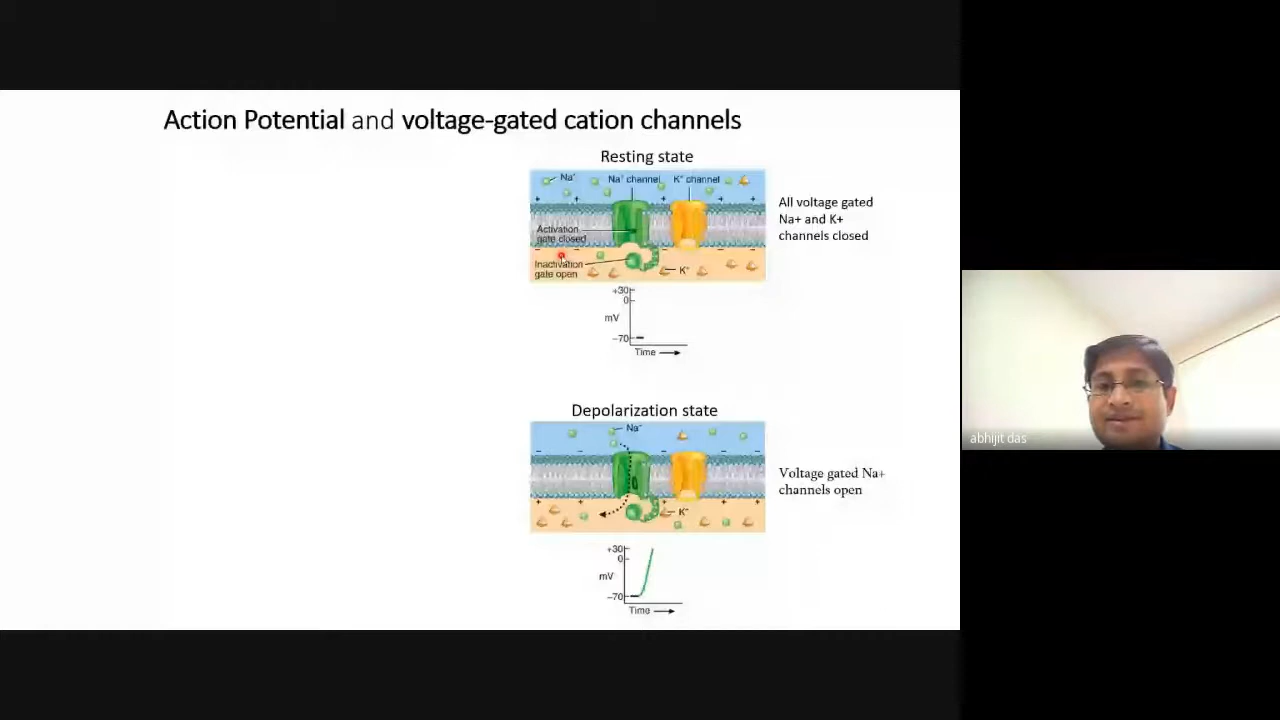 Action Potential and voltage-gated cation channels
Resting state
Na⁺
Na⁺ channel
K⁺ channel
Activation
gate closed
Inactivation
gate open
K⁺
All voltage gated
Na+ and K+
channels closed
+30
0
mV
−70
Time
Depolarization state
Na⁺
K⁺
Voltage gated Na+
channels open
+30
0
mV
−70
Time
abhijit das